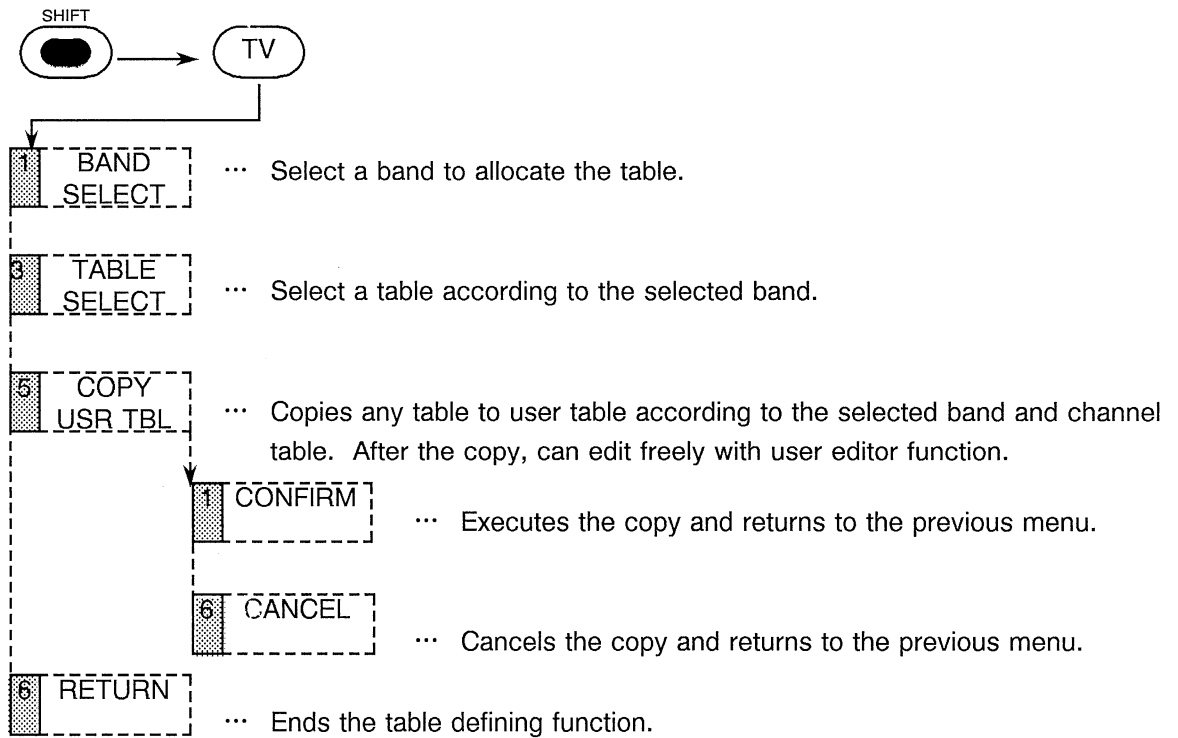 SHIFT
TV
1 BAND
SELECT
··· Select a band to allocate the table.
3 TABLE
SELECT
··· Select a table according to the selected band.
5 COPY
USR TBL
··· Copies any table to user table according to the selected band and channel
table. After the copy, can edit freely with user editor function.
1 CONFIRM
··· Executes the copy and returns to the previous menu.
6 CANCEL
··· Cancels the copy and returns to the previous menu.
6 RETURN
··· Ends the table defining function.